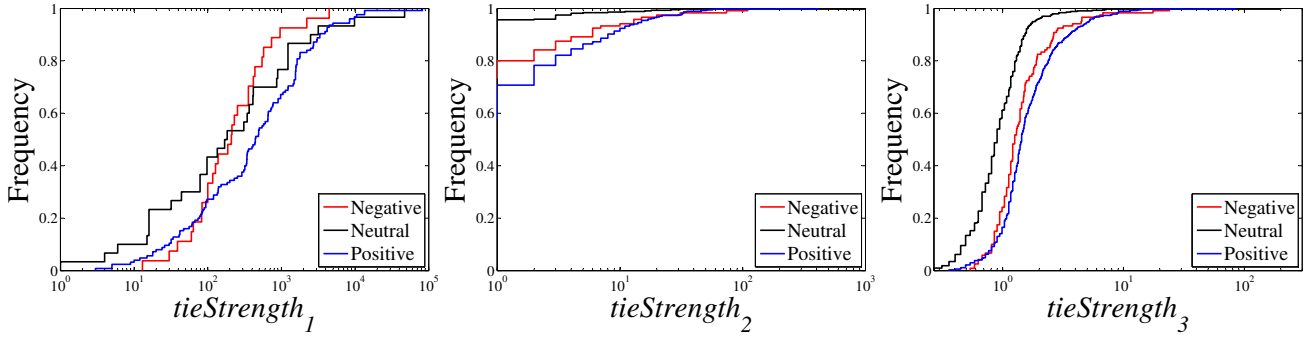 Frequency
1
0.8
0.6
0.4
0.2
0
10^0
10^1
10^2
10^3
10^4
10^5
Negative
Neutral
Positive
tieStrength_1
Frequency
1
0.8
0.6
0.4
0.2
0
10^0
10^1
10^2
10^3
Negative
Neutral
Positive
tieStrength_2
Frequency
1
0.8
0.6
0.4
0.2
0
10^0
10^1
10^2
Negative
Neutral
Positive
tieStrength_3